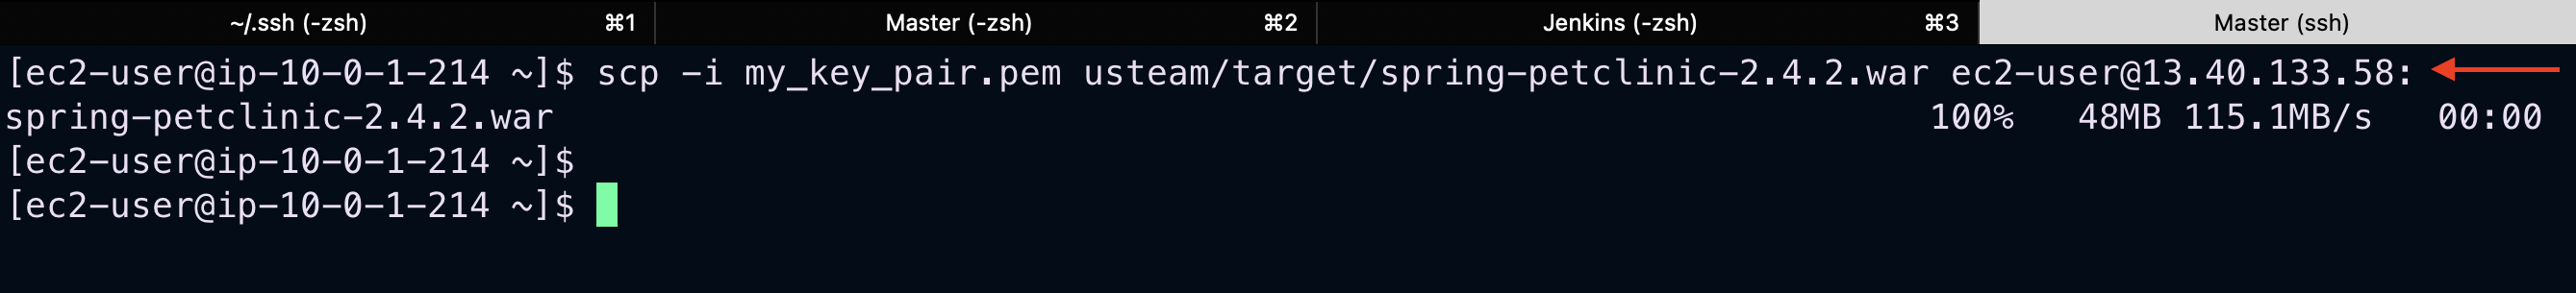 ~/.ssh (-zsh) ⌘1 Master (-zsh) ⌘2 Jenkins (-zsh) ⌘3 Master (ssh)
[ec2-user@ip-10-0-1-214 ~]$ scp -i my_key_pair.pem usteam/target/spring-petclinic-2.4.2.war ec2-user@13.40.133.58:
spring-petclinic-2.4.2.war 100% 48MB 115.1MB/s 00:00
[ec2-user@ip-10-0-1-214 ~]$
[ec2-user@ip-10-0-1-214 ~]$